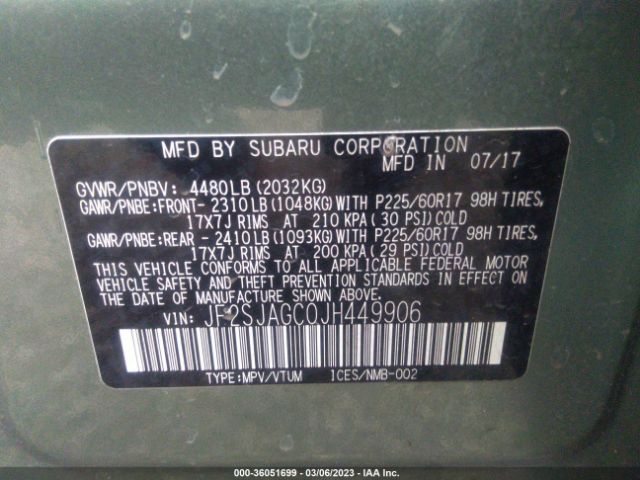 MFD BY SUBARU CORPORATION
MFD IN 07/17
GVWR/PNBV: 4480LB(2032KG)
GAWR/PNBE:FRONT- 2310LB(1048KG)WITH P225/60R17 98H TIRES,
17X7J RIMS AT 210 KPA( 30 PSI)COLD
GAWR/PNBE:REAR - 2410LB(1093KG)WITH P225/60R17 98H TIRES,
17X7J RIMS AT 200 KPA( 29 PSI)COLD
THIS VEHICLE CONFORMS TO ALL APPLICABLE FEDERAL MOTOR
VEHICLE SAFETY AND THEFT PREVENTION STANDARDS IN EFFECT ON
THE DATE OF MANUFACTURE SHOWN ABOVE.
VIN: JF2SJAGC0JH449906
TYPE:MPV/VTUM ICES/NMB-002
000-36051699 | 03/06/2023 | IAA Inc.